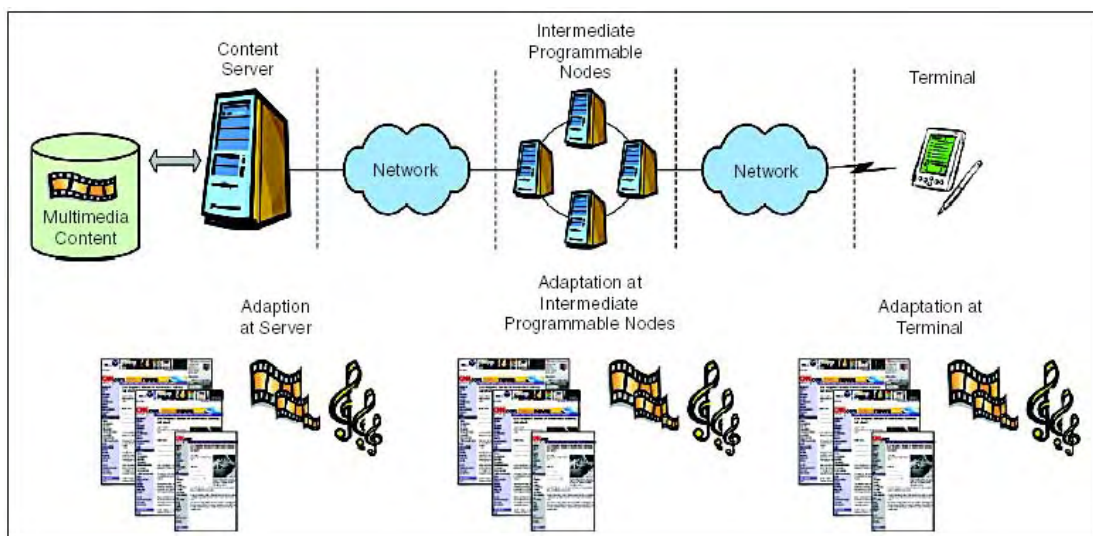 Content
Server
Intermediate
Programmable
Nodes
Terminal
Multimedia
Content
Network
Network
Adaption
at Server
Adaptation at
Intermediate
Programmable Nodes
Adaptation at
Terminal